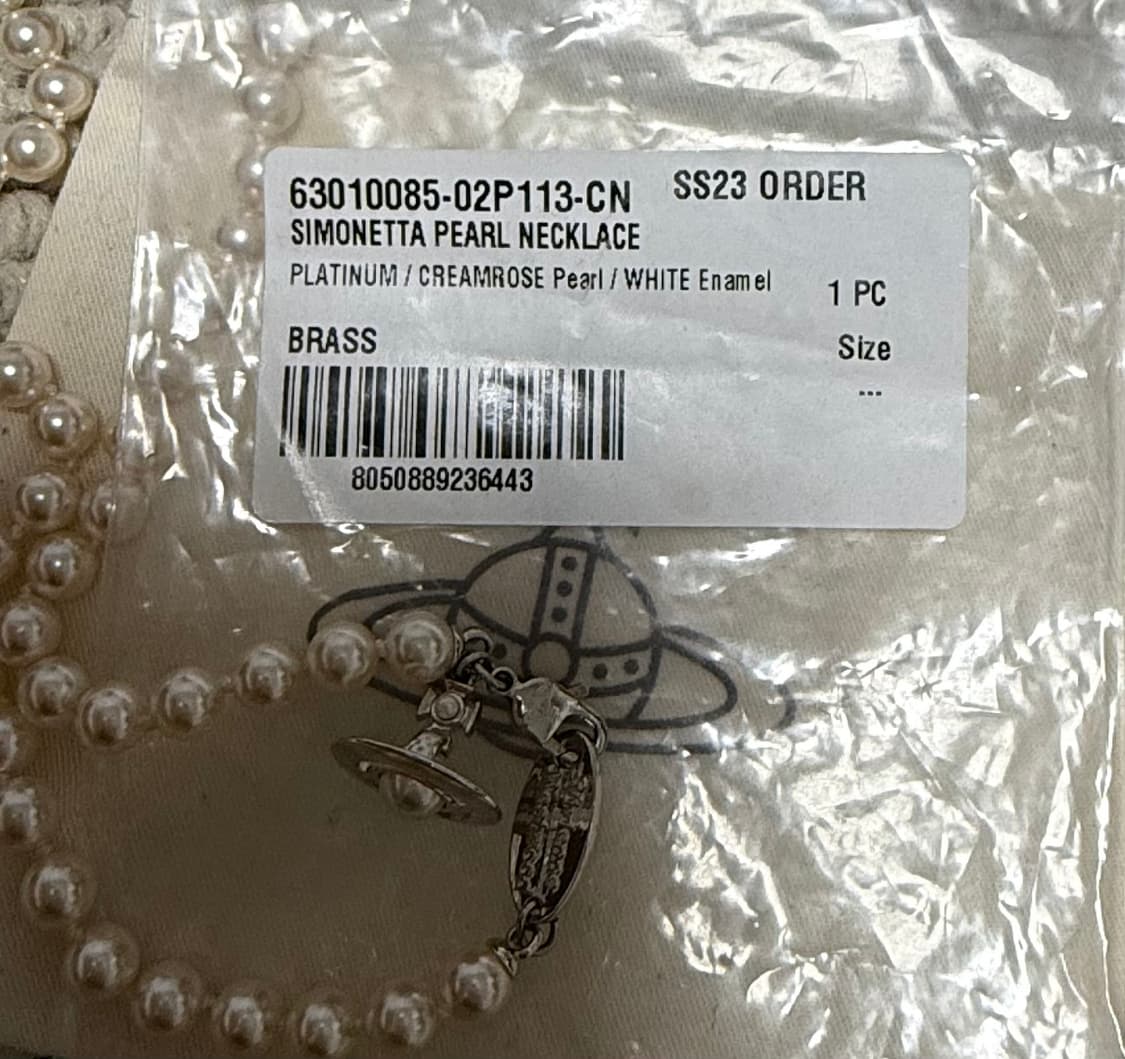 63010085-02P113-CN SS23 ORDER
SIMONETTA PEARL NECKLACE
PLATINUM / CREAMROSE Pearl / WHITE Enamel
1 PC
BRASS
Size
...
8050889236443